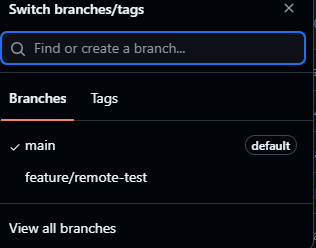 Switch branches/tags
Find or create a branch...
Branches Tags
main default
feature/remote-test
View all branches